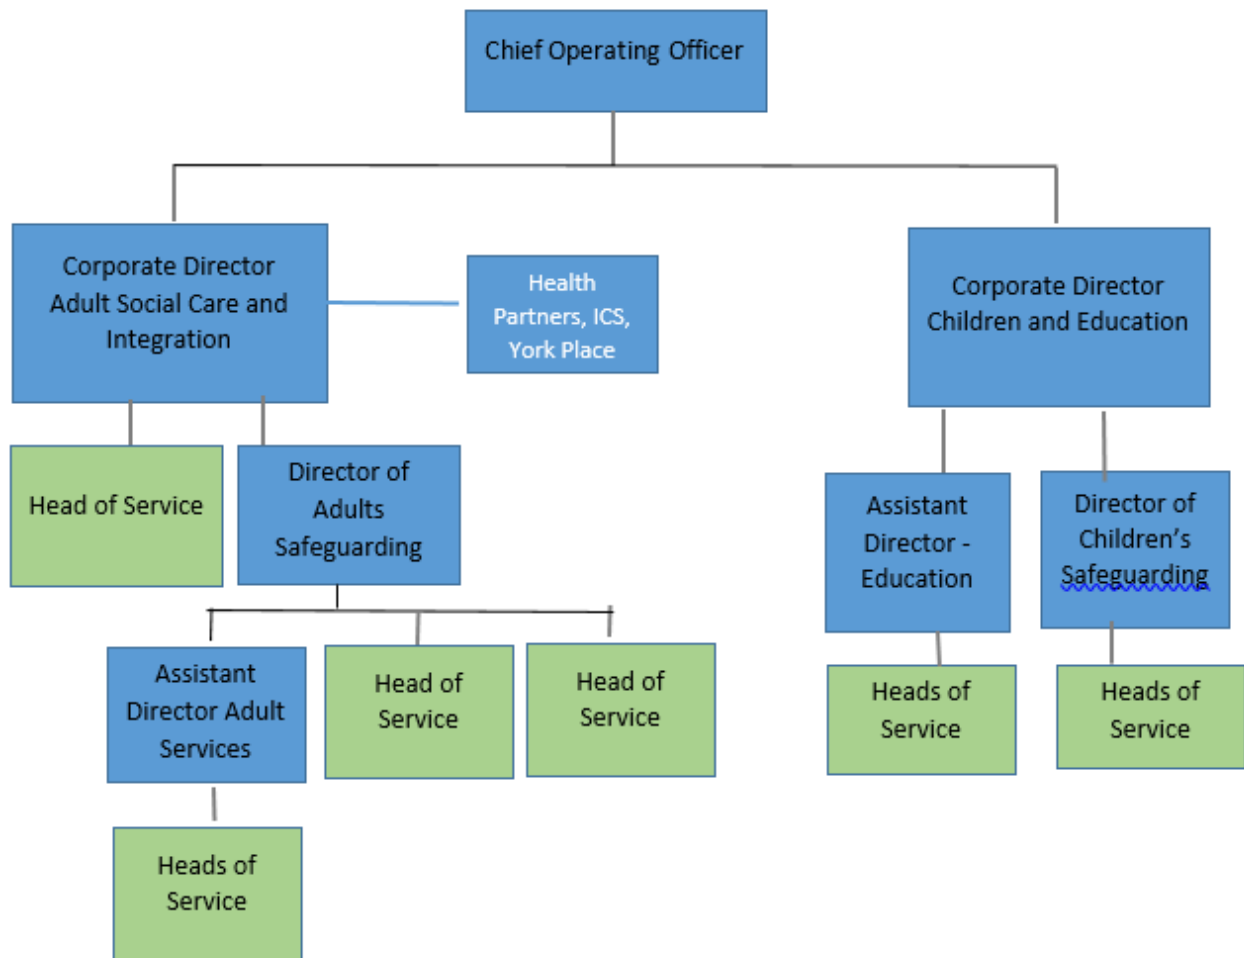 Chief Operating Officer
Corporate Director
Adult Social Care and
Integration
Health
Partners, ICS,
York Place
Corporate Director
Children and Education
Head of Service
Director of
Adults
Safeguarding
Assistant
Director -
Education
Director of
Children's
Safeguarding
Assistant
Director Adult
Services
Head of
Service
Head of
Service
Heads of
Service
Heads of
Service
Heads of
Service